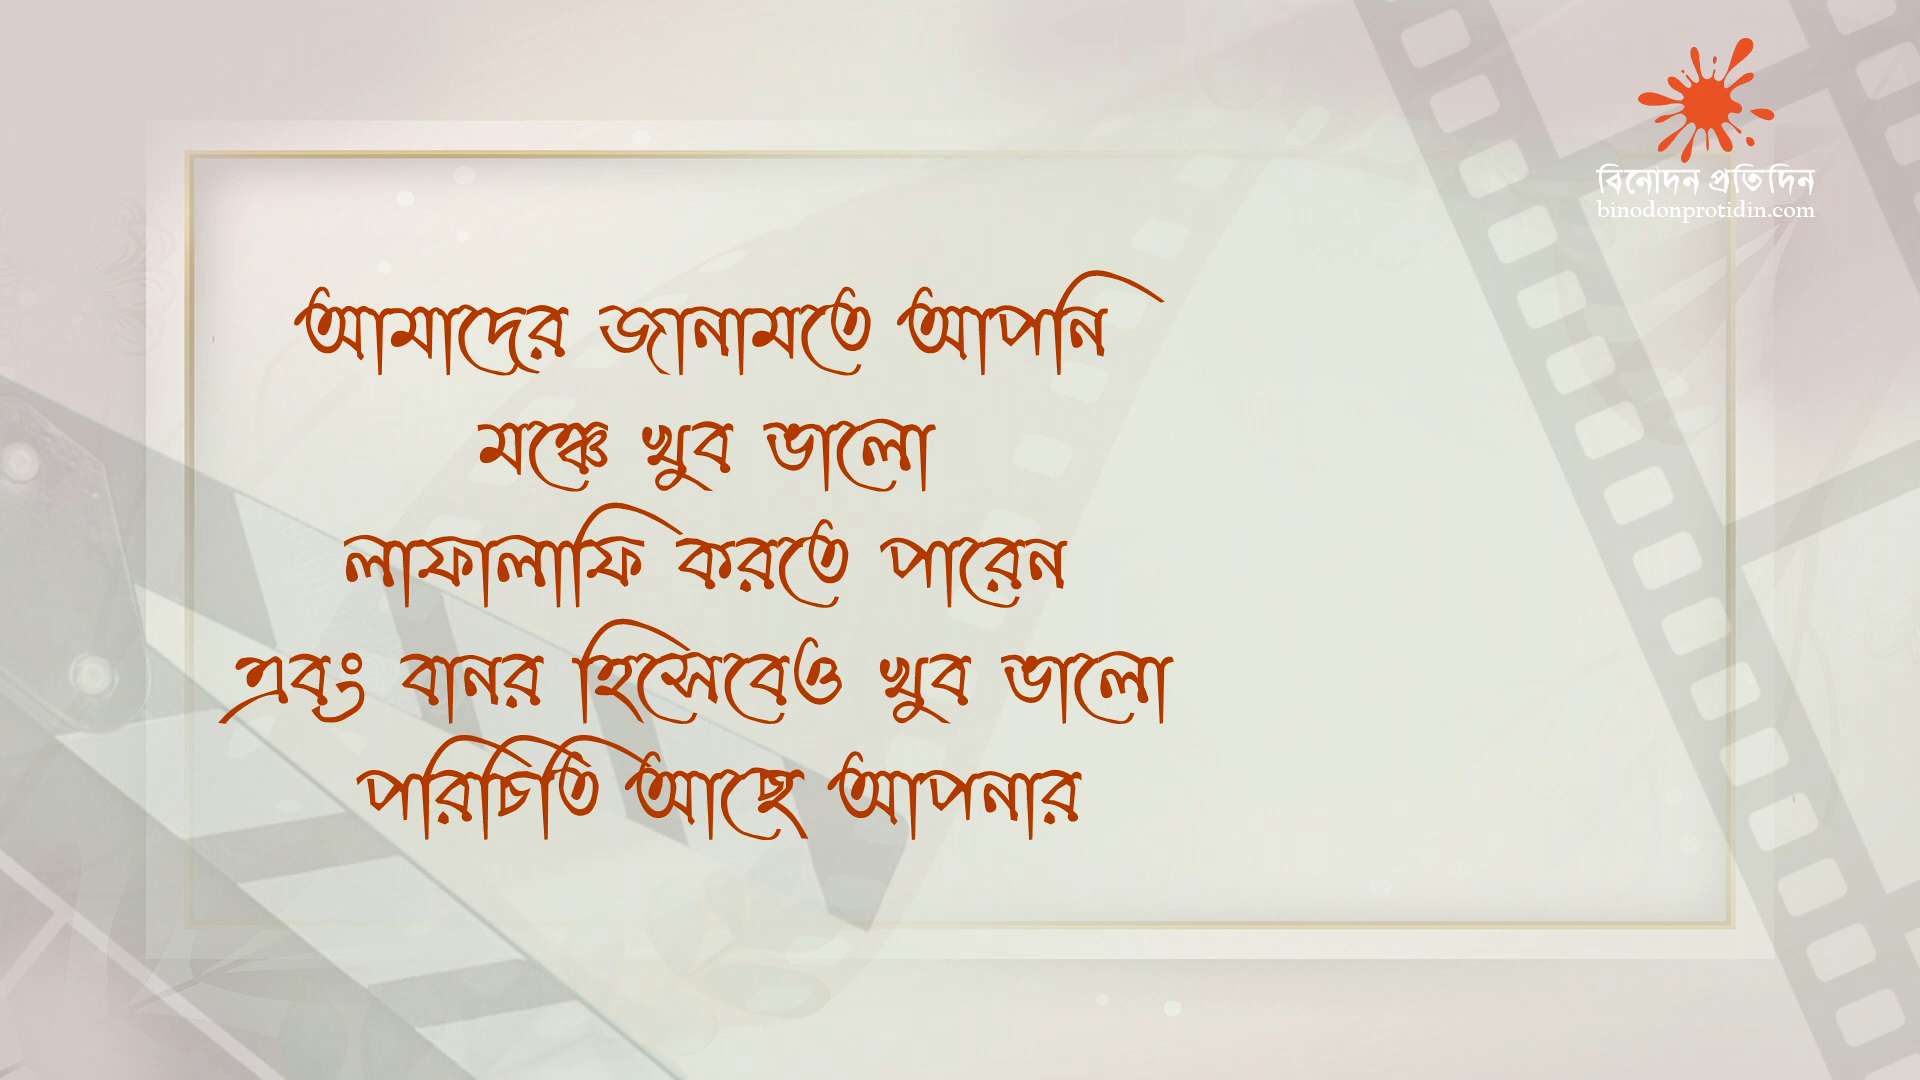 বিনোদন প্রতিদিন
binodonprotidin.com
আমাদের জানামতে আপনি
মঞ্চে খুব ভালো
লাফালাফি করতে পারেন
এবং বানর হিসেবেও খুব ভালো
পরিচিতি আছে আপনার